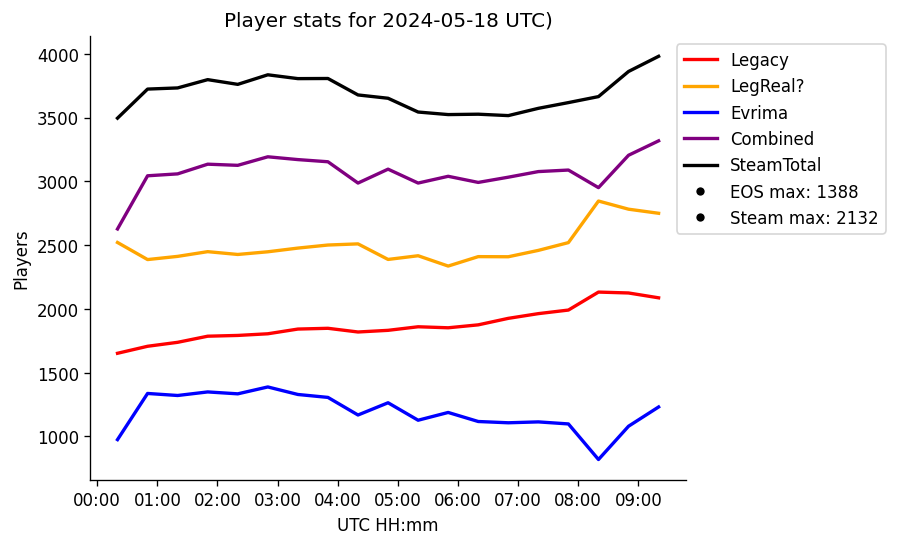 Player stats for 2024-05-18 UTC)
Players
4000
3500
3000
2500
2000
1500
1000
00:00 01:00 02:00 03:00 04:00 05:00 06:00 07:00 08:00 09:00
UTC HH:mm
Legacy
LegReal?
Evrima
Combined
SteamTotal
EOS max: 1388
Steam max: 2132